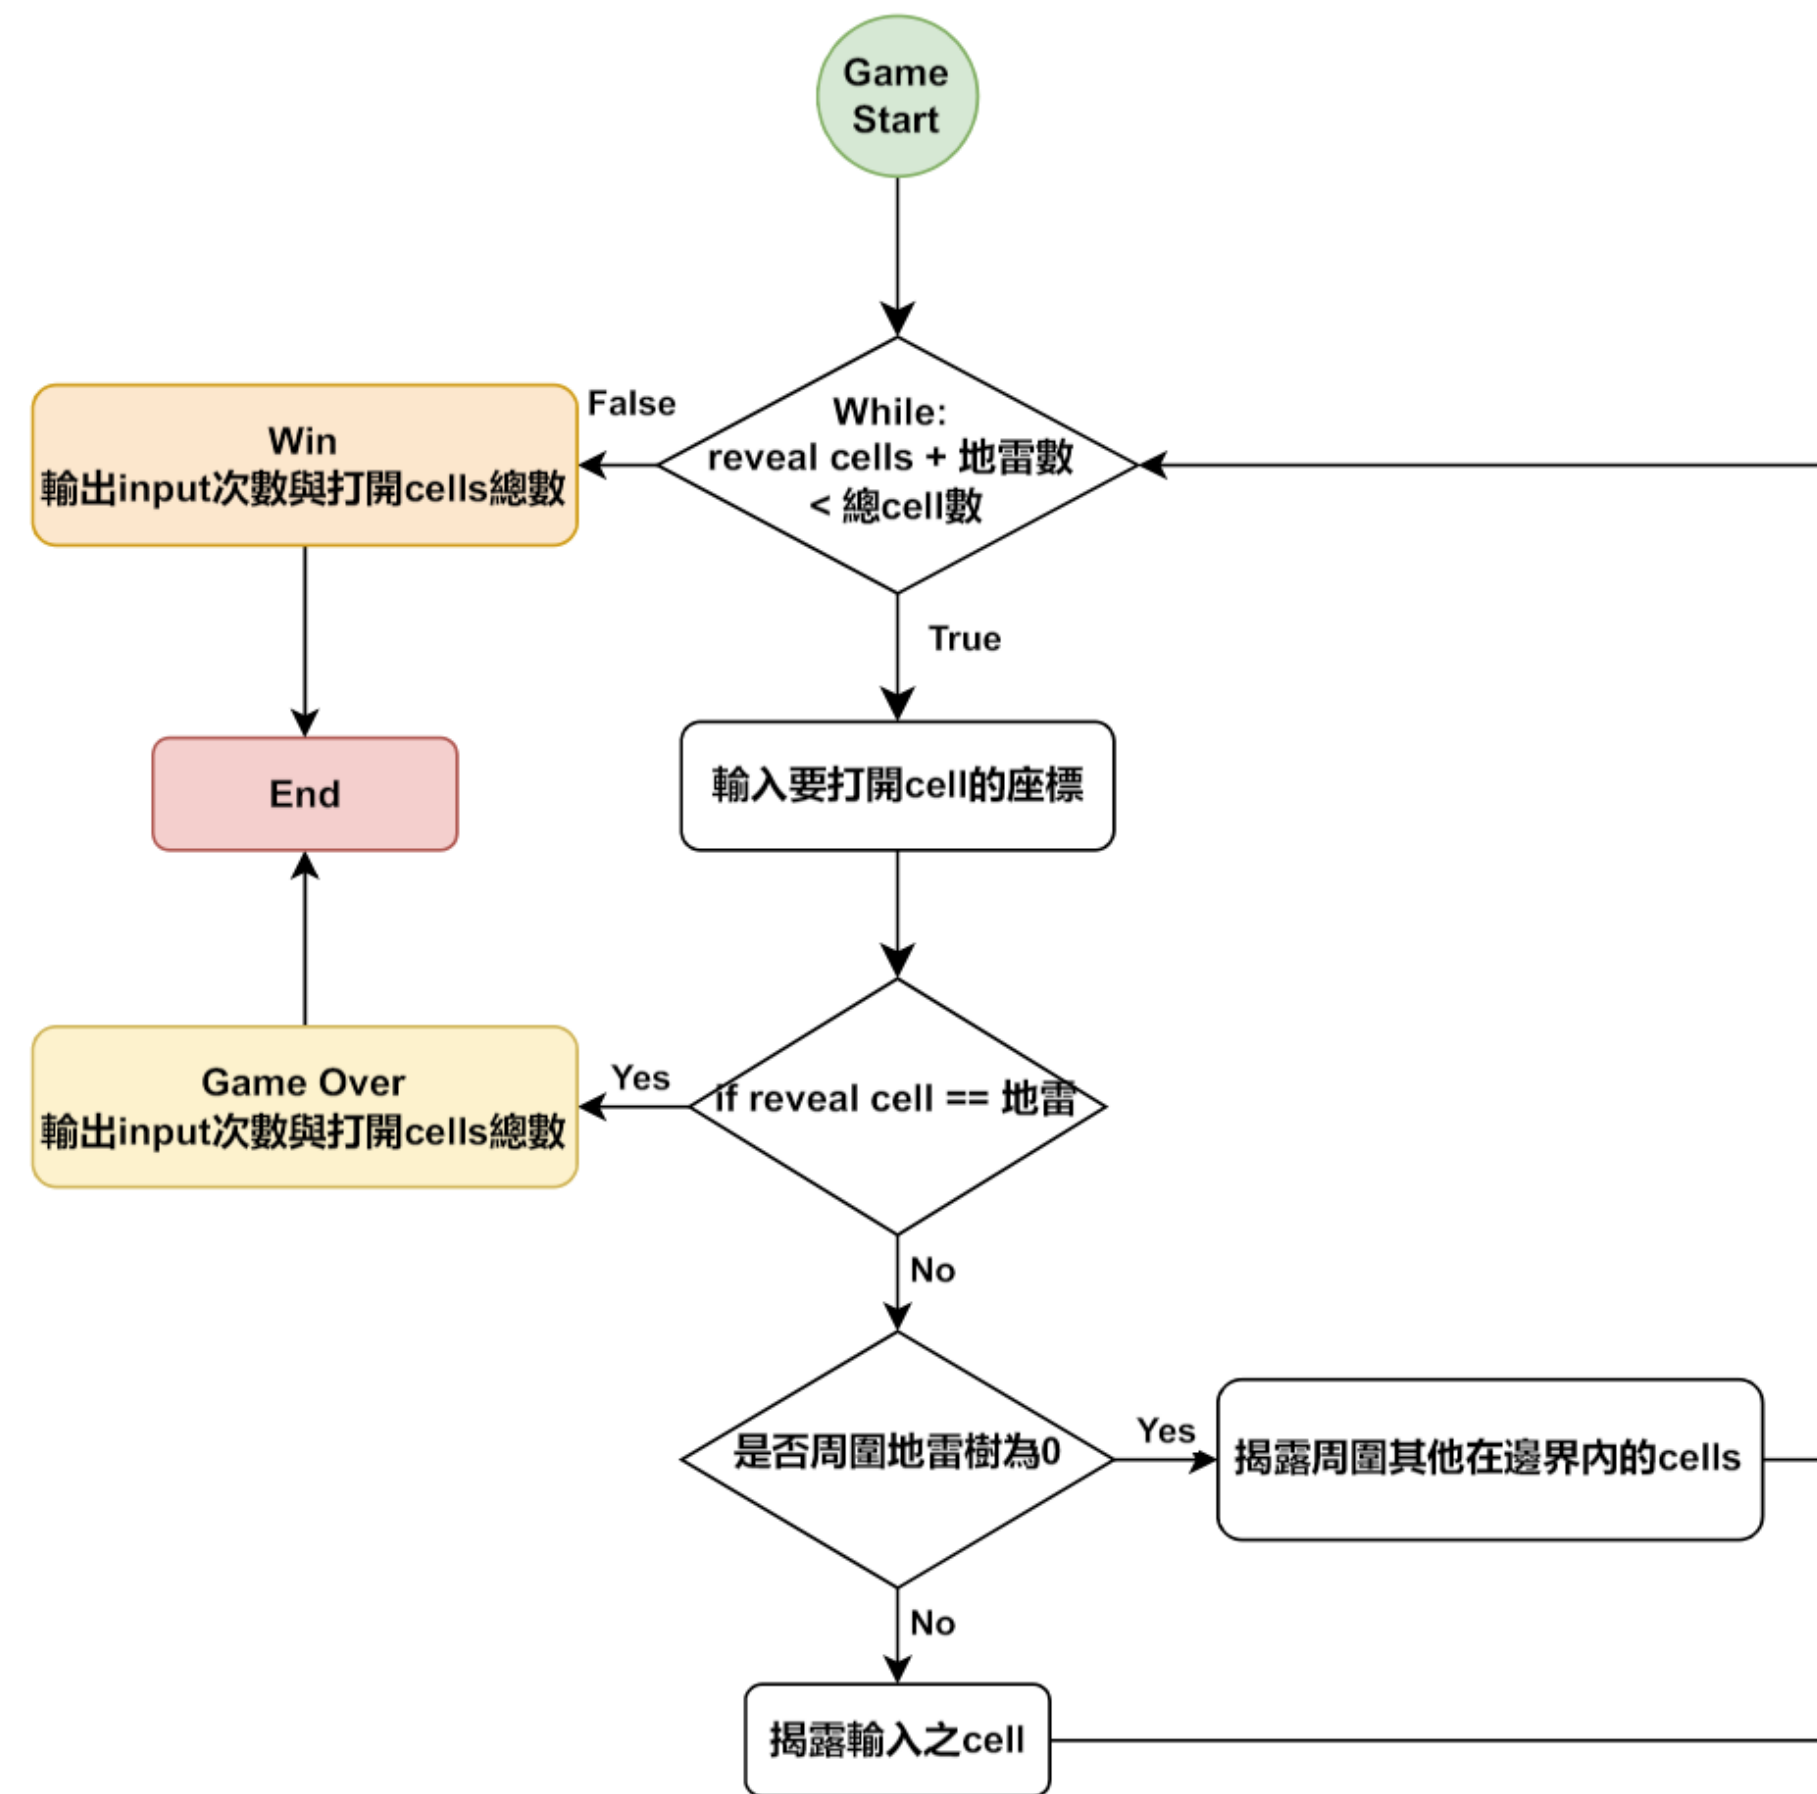 Game
Start
While:
reveal cells + 地雷數
< 總cell數
False
Win
輸出input次數與打開cells總數
True
End
輸入要打開cell的座標
Game Over
輸出input次數與打開cells總數
Yes
if reveal cell == 地雷
No
是否周圍地雷樹為0
Yes
揭露周圍其他在邊界內的cells
No
揭露輸入之cell